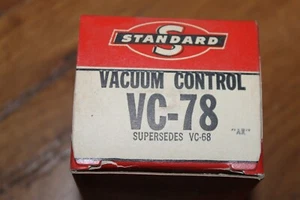 S
STANDARD
VACUUM CONTROL
VC-78
SUPERSEDES VC-68
"AR"